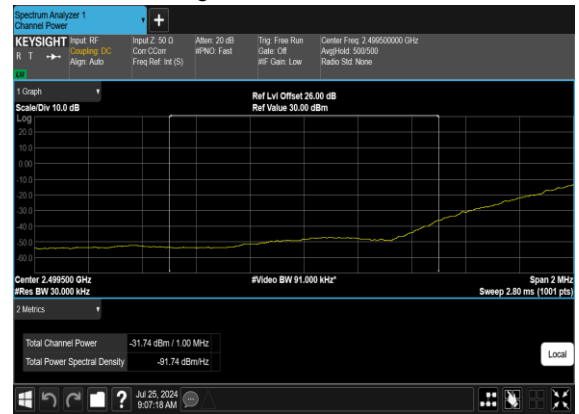 Spectrum Analyzer 1
Channel Power
+
KEYSIGHT Input: RF Input Z: 50 Ω Atten: 20 dB Trig: Free Run Center Freq: 2.499500000 GHz
R T Coupling: DC Corr CCorr #PNO: Fast Gate: Off Avg|Hold: 500/500
Align: Auto Freq Ref: Int (S) #IF Gain: Low Radio Std: None
1 Graph
Ref Lvl Offset 26.00 dB
Scale/Div 10.0 dB Ref Value 30.00 dBm
Log
20.0
10.0
0.00
-10.0
-20.0
-30.0
-40.0
-50.0
-60.0
Center 2.499500 GHz #Video BW 91.000 kHz* Span 2 MHz
#Res BW 30.000 kHz Sweep 2.80 ms (1001 pts)
2 Metrics
Total Channel Power -31.74 dBm / 1.00 MHz
Total Power Spectral Density -91.74 dBm/Hz
Local
? Jul 25, 2024
9:07:18 AM